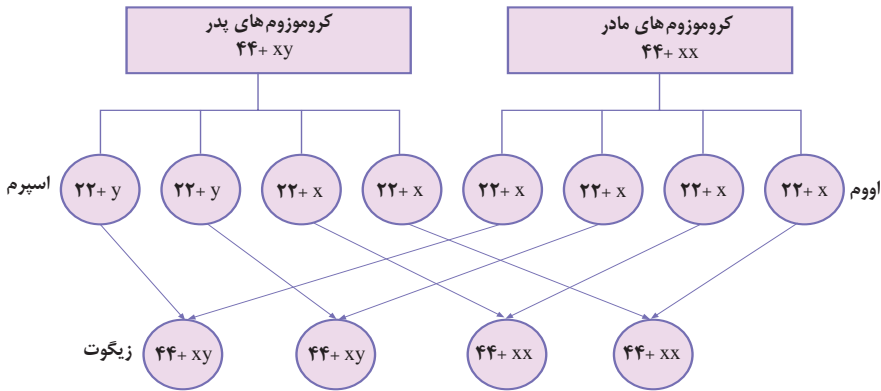 کروموزوم‌های پدر
۴۴+ xy
کروموزوم‌های مادر
۴۴+ xx
اسپرم
۲۲+ y
۲۲+ y
۲۲+ x
۲۲+ x
۲۲+ x
۲۲+ x
۲۲+ x
۲۲+ x
اووم
زیگوت
۴۴+ xy
۴۴+ xy
۴۴+ xx
۴۴+ xx